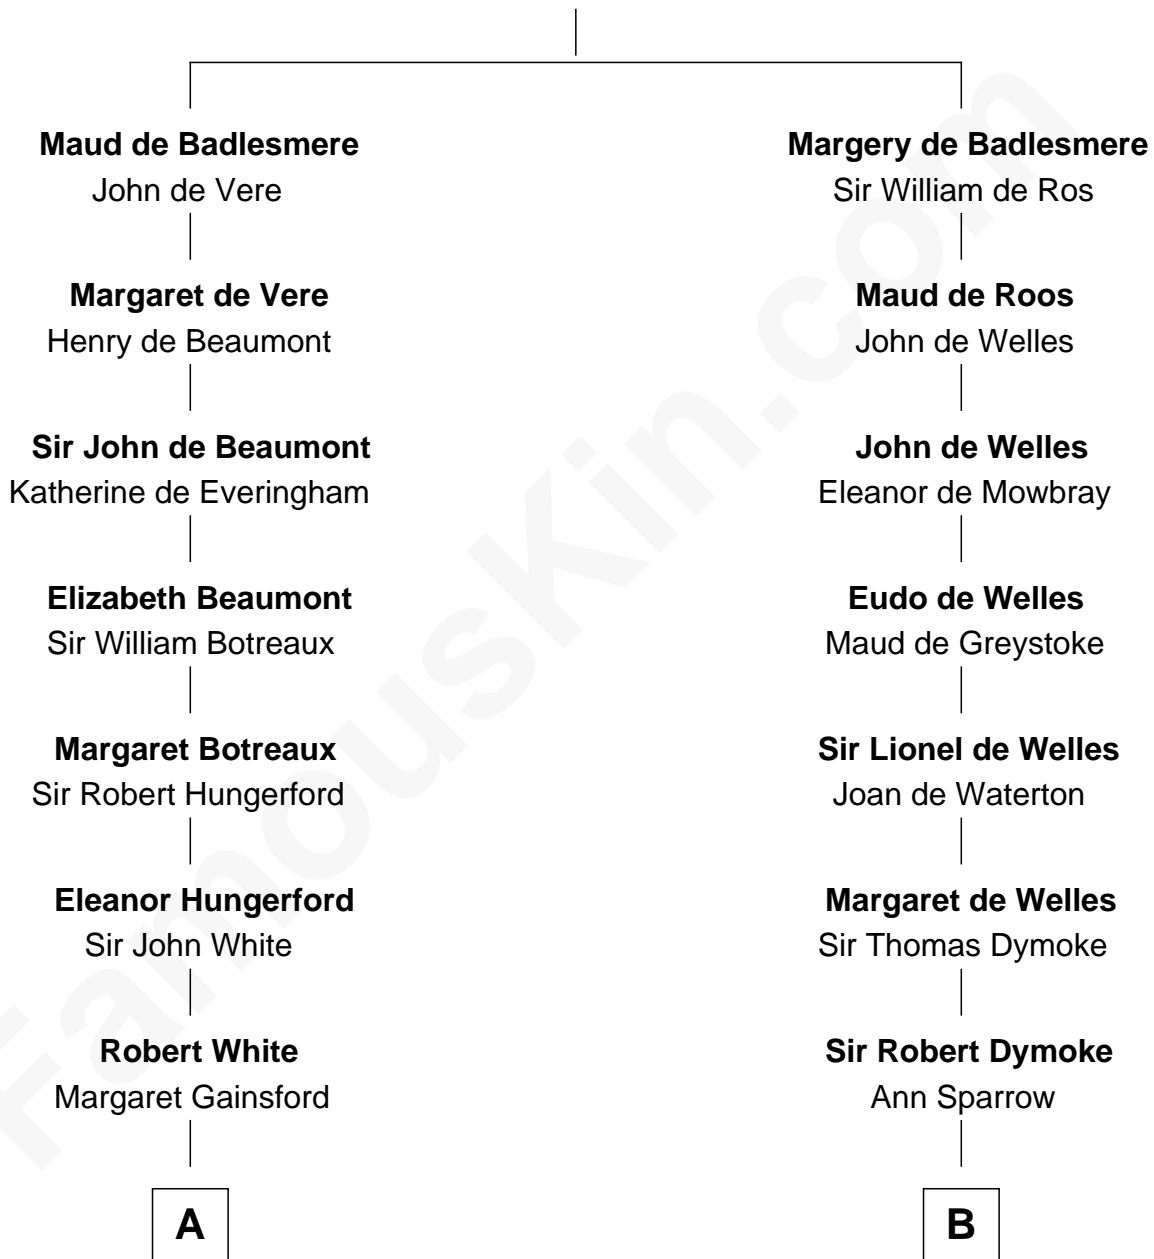 Maud de Badlesmere
John de Vere
Margaret de Vere
Henry de Beaumont
Sir John de Beaumont
Katherine de Everingham
Elizabeth Beaumont
Sir William Botreaux
Margaret Botreaux
Sir Robert Hungerford
Eleanor Hungerford
Sir John White
Robert White
Margaret Gainsford
A
Margery de Badlesmere
Sir William de Ros
Maud de Roos
John de Welles
John de Welles
Eleanor de Mowbray
Eudo de Welles
Maud de Greystoke
Sir Lionel de Welles
Joan de Waterton
Margaret de Welles
Sir Thomas Dymoke
Sir Robert Dymoke
Ann Sparrow
B
FamousKin.com